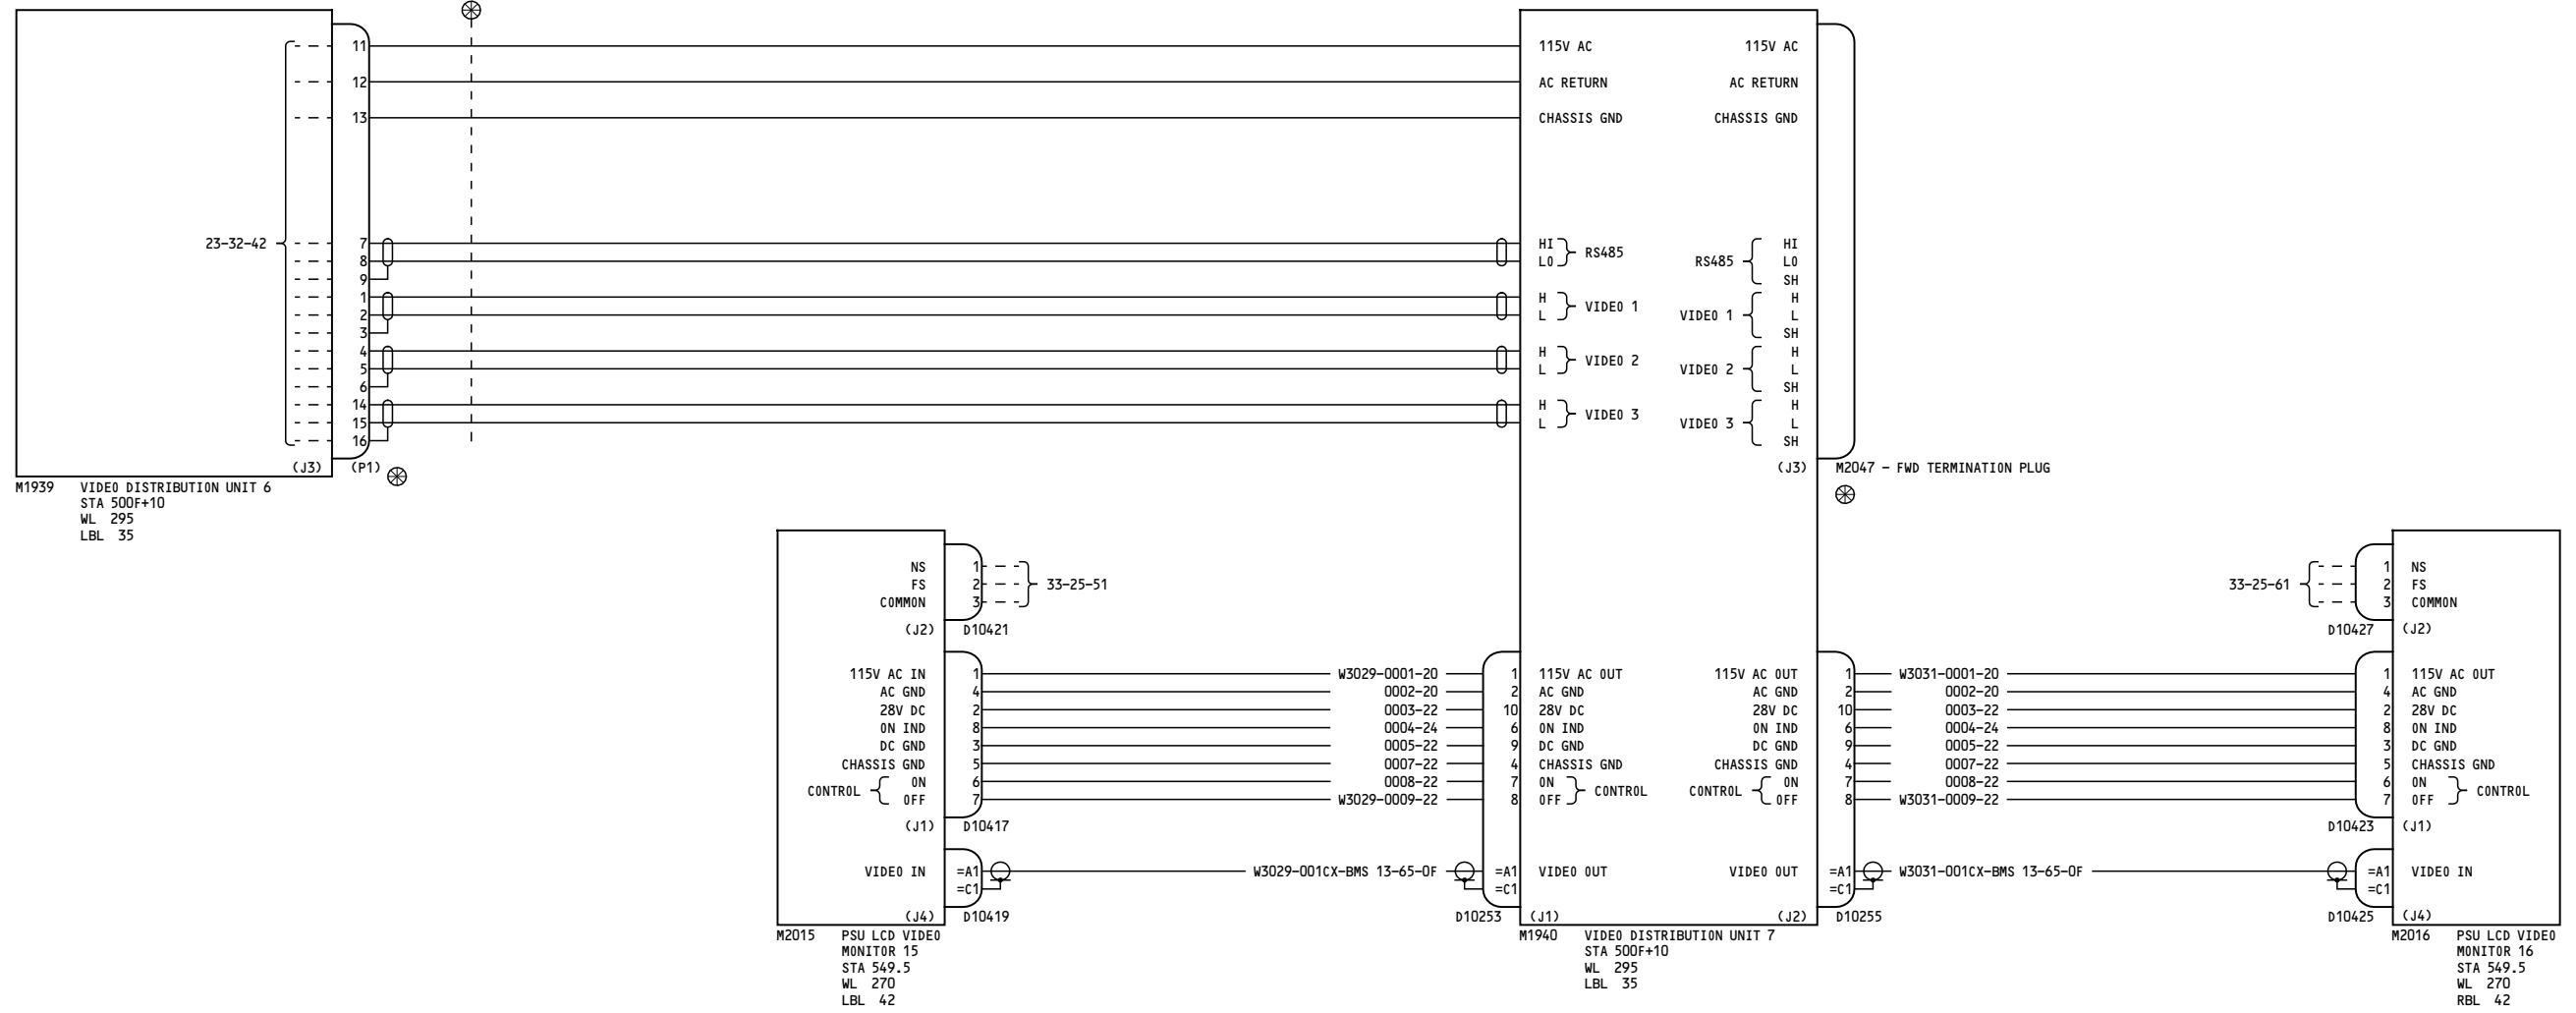 11 115V AC 115V AC
12 AC RETURN AC RETURN
13 CHASSIS GND CHASSIS GND
23-32-42
7 HI HI
8 LO RS485 RS485 LO
9 SH
1 H H
2 L VIDEO 1 VIDEO 1 L
3 SH
4 H H
5 L VIDEO 2 VIDEO 2 L
6 SH
14 H H
15 L VIDEO 3 VIDEO 3 L
16 SH
(J3) (P1) (J3) M2047 - FWD TERMINATION PLUG
M1939 VIDEO DISTRIBUTION UNIT 6
STA 500F+10
WL 295
LBL 35
NS 1
FS 2 33-25-51
COMMON 3
(J2) D10421
115V AC IN 1 W3029-0001-20 1 115V AC OUT
AC GND 4 0002-20 2 AC GND
28V DC 2 0003-22 10 28V DC
ON IND 8 0004-24 6 ON IND
DC GND 3 0005-22 9 DC GND
CHASSIS GND 5 0007-22 4 CHASSIS GND
CONTROL ON 6 0008-22 7 ON CONTROL
OFF 7 W3029-0009-22 8 OFF
(J1) D10417
VIDEO IN =A1 W3029-001CX-BMS 13-65-0F =A1 VIDEO OUT
=C1 =C1
(J4) D10419 D10253 (J1)
M2015 PSU LCD VIDEO
MONITOR 15
STA 549.5
WL 270
LBL 42
M1940 VIDEO DISTRIBUTION UNIT 7
STA 500F+10
WL 295
LBL 35
1 NS
33-25-61 2 FS
3 COMMON
D10427 (J2)
115V AC OUT 1 W3031-0001-20 1 115V AC OUT
AC GND 2 0002-20 4 AC GND
28V DC 10 0003-22 2 28V DC
ON IND 6 0004-24 8 ON IND
DC GND 9 0005-22 3 DC GND
CHASSIS GND 4 0007-22 5 CHASSIS GND
CONTROL ON 7 0008-22 6 ON CONTROL
OFF 8 W3031-0009-22 7 OFF
D10423 (J1)
VIDEO OUT =A1 W3031-001CX-BMS 13-65-0F =A1 VIDEO IN
=C1 =C1
(J2) D10255 D10425 (J4)
M2016 PSU LCD VIDEO
MONITOR 16
STA 549.5
WL 270
RBL 42